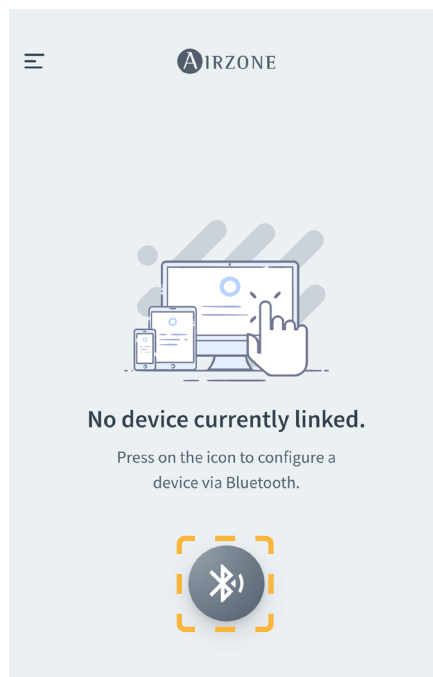 AIRZONE
No device currently linked.
Press on the icon to configure a
device via Bluetooth.